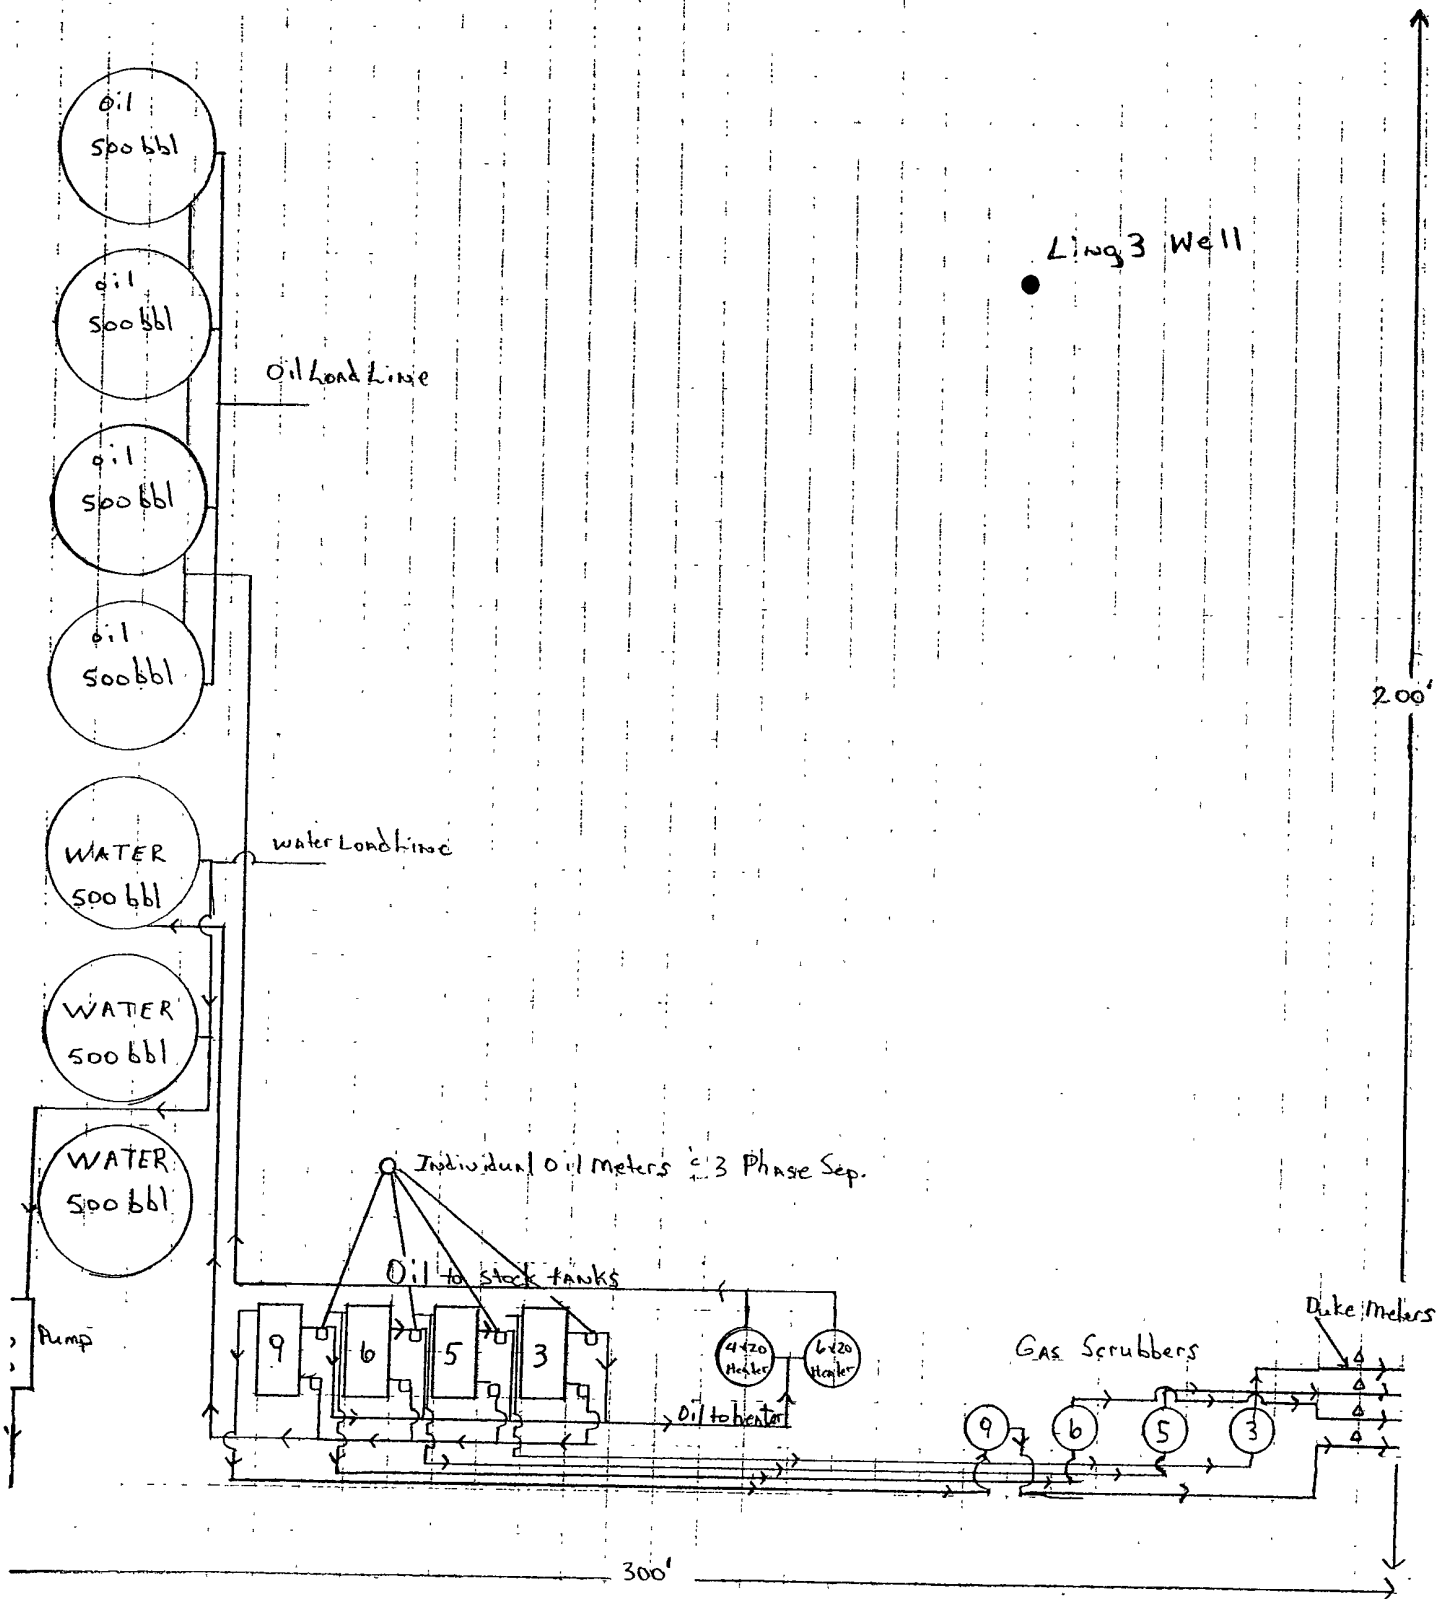 oil
500 bbl
Ling 3 Well
oil
500 bbl
Oil Load Line
oil
500 bbl
oil
500 bbl
200'
WATER
500 bbl
water Load Line
WATER
500 bbl
WATER
500 bbl
Individual Oil Meters 3 Phase Sep.
Oil to stock tanks
Pump
9
6
5
3
4x20
Heater
6x20
Heater
Oil to heater
Gas Scrubbers
Duke Meters
9
6
5
3
300'